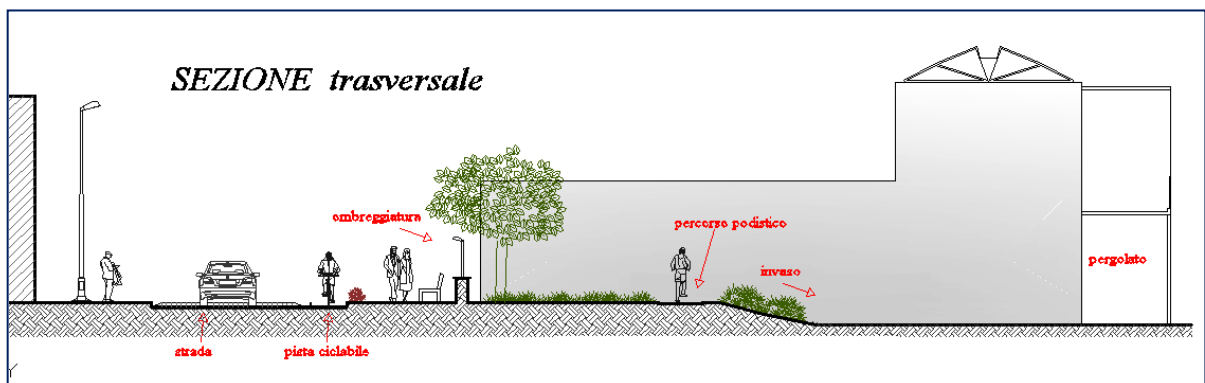 SEZIONE trasversale
ombreggiatura
percorso podistico
invaso
pergolato
strada
pista ciclabile